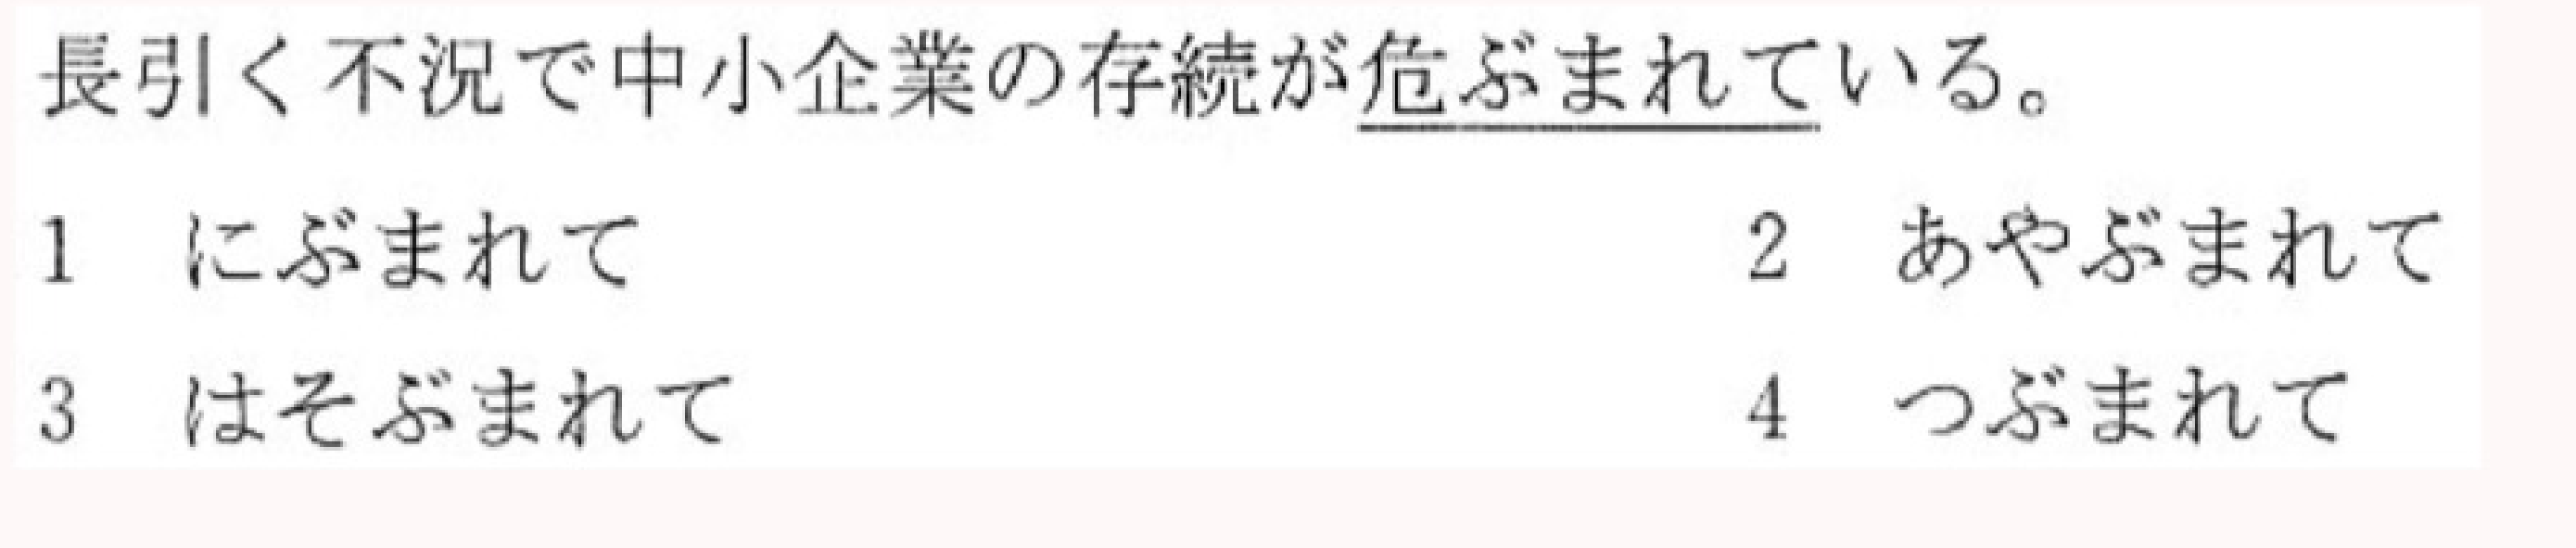 長引く不況で中小企業の存続が危ぶまれている。
1　にぶまれて　2　あやぶまれて
3　はそぶまれて　4　つぶまれて